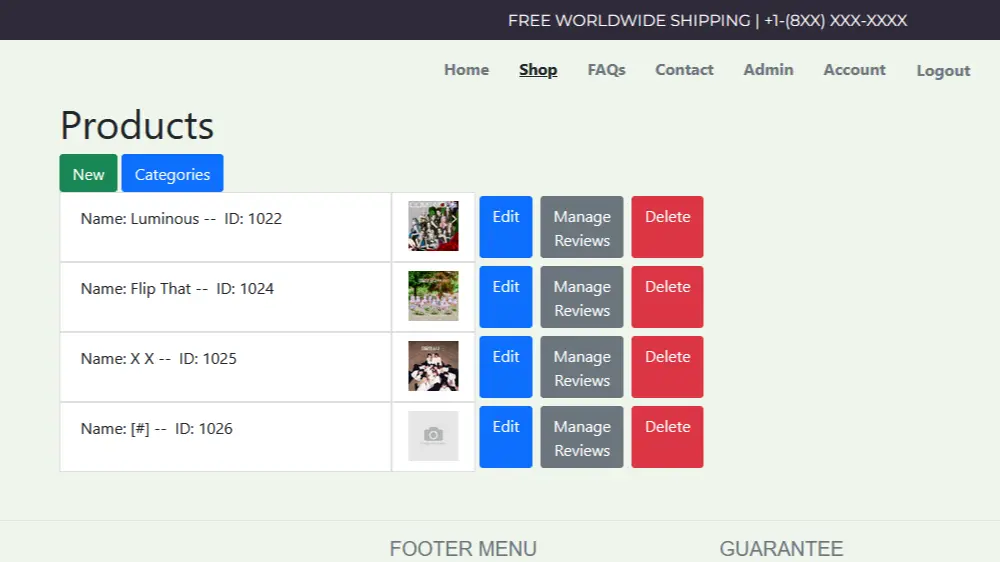 FREE WORLDWIDE SHIPPING | +1-(8XX) XXX-XXXX
Home Shop FAQs Contact Admin Account Logout
Products
New Categories
Name: Luminous -- ID: 1022
Edit
Manage
Reviews
Delete
Name: Flip That -- ID: 1024
Edit
Manage
Reviews
Delete
Name: X X -- ID: 1025
Edit
Manage
Reviews
Delete
Name: [#] -- ID: 1026
Edit
Manage
Reviews
Delete
FOOTER MENU
GUARANTEE